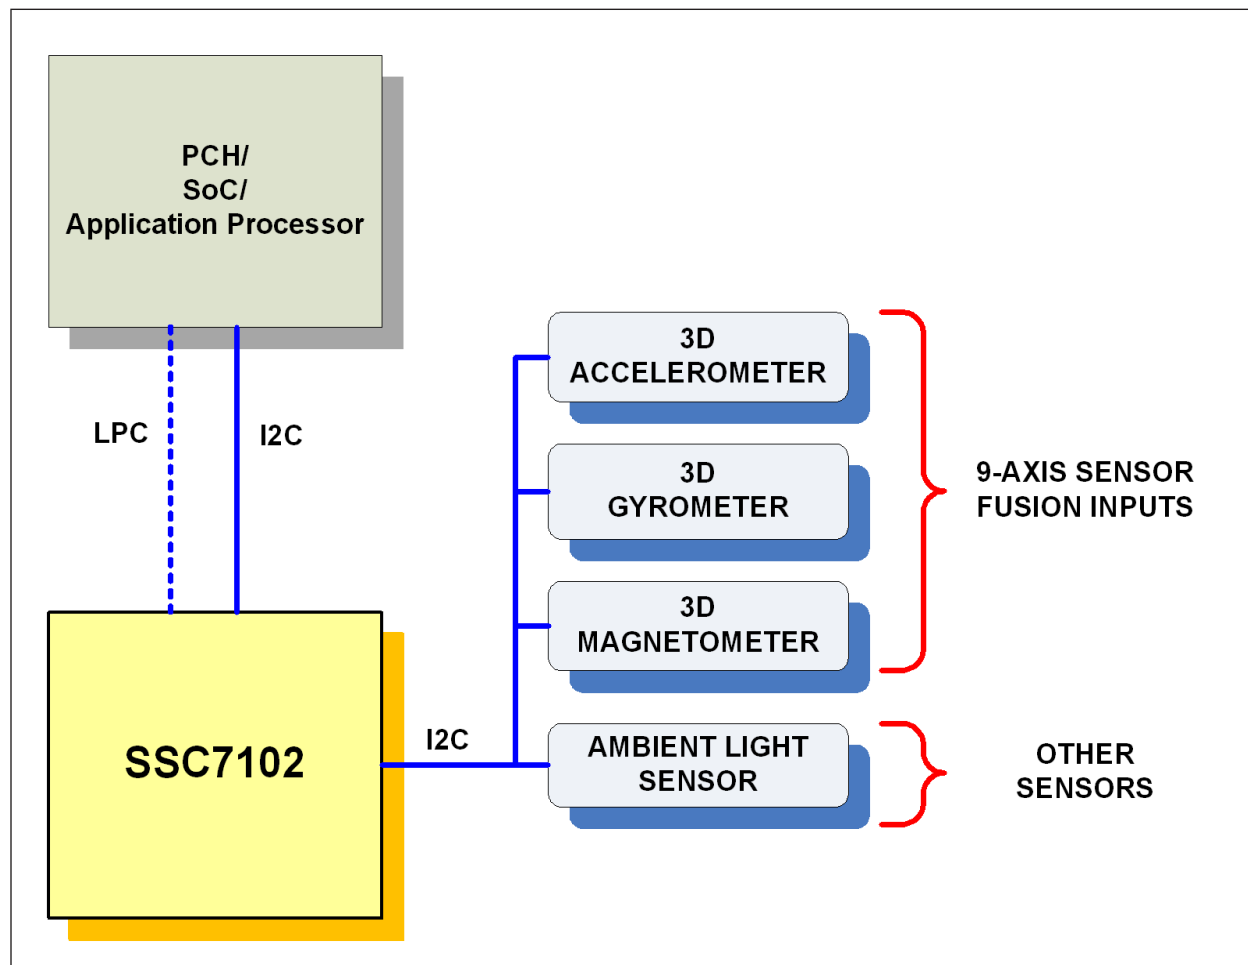 PCH/
SoC/
Application Processor
LPC
I2C
3D
ACCELEROMETER
3D
GYROMETER
3D
MAGNETOMETER
9-AXIS SENSOR
FUSION INPUTS
SSC7102
I2C
AMBIENT LIGHT
SENSOR
OTHER
SENSORS